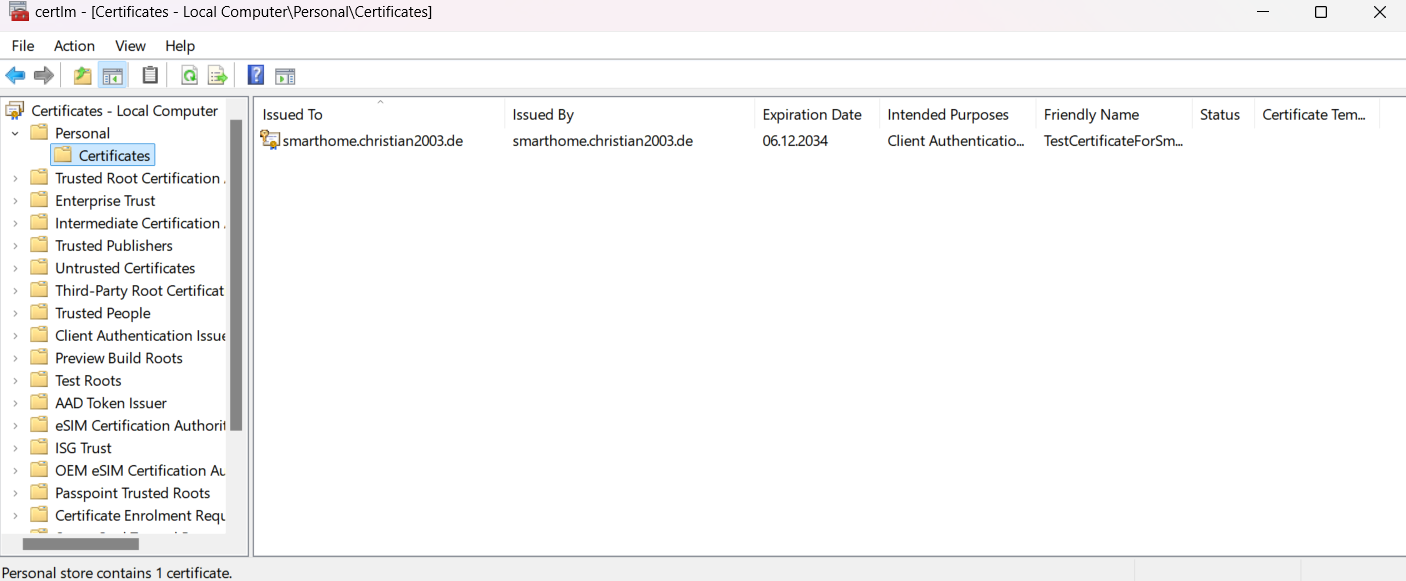 certlm - [Certificates - Local Computer\Personal\Certificates]
File Action View Help
Certificates - Local Computer
Personal
Certificates
Trusted Root Certification
Enterprise Trust
Intermediate Certification
Trusted Publishers
Untrusted Certificates
Third-Party Root Certificat
Trusted People
Client Authentication Issue
Preview Build Roots
Test Roots
AAD Token Issuer
eSIM Certification Authorit
ISG Trust
OEM eSIM Certification Au
Passpoint Trusted Roots
Certificate Enrolment Requ
Issued To Issued By Expiration Date Intended Purposes Friendly Name Status Certificate Tem...
smarthome.christian2003.de smarthome.christian2003.de 06.12.2034 Client Authenticatio... TestCertificateForSm...
Personal store contains 1 certificate.